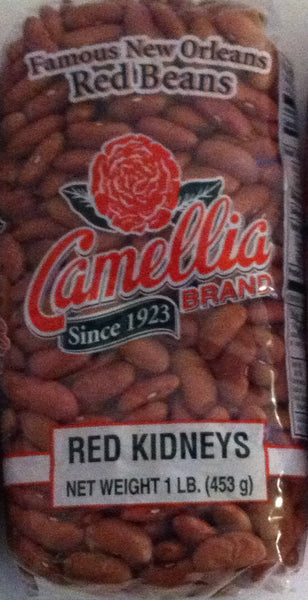 Famous New Orleans
Red Beans
Camellia
BRAND
Since 1923
RED KIDNEYS
NET WEIGHT 1 LB. (453 g)